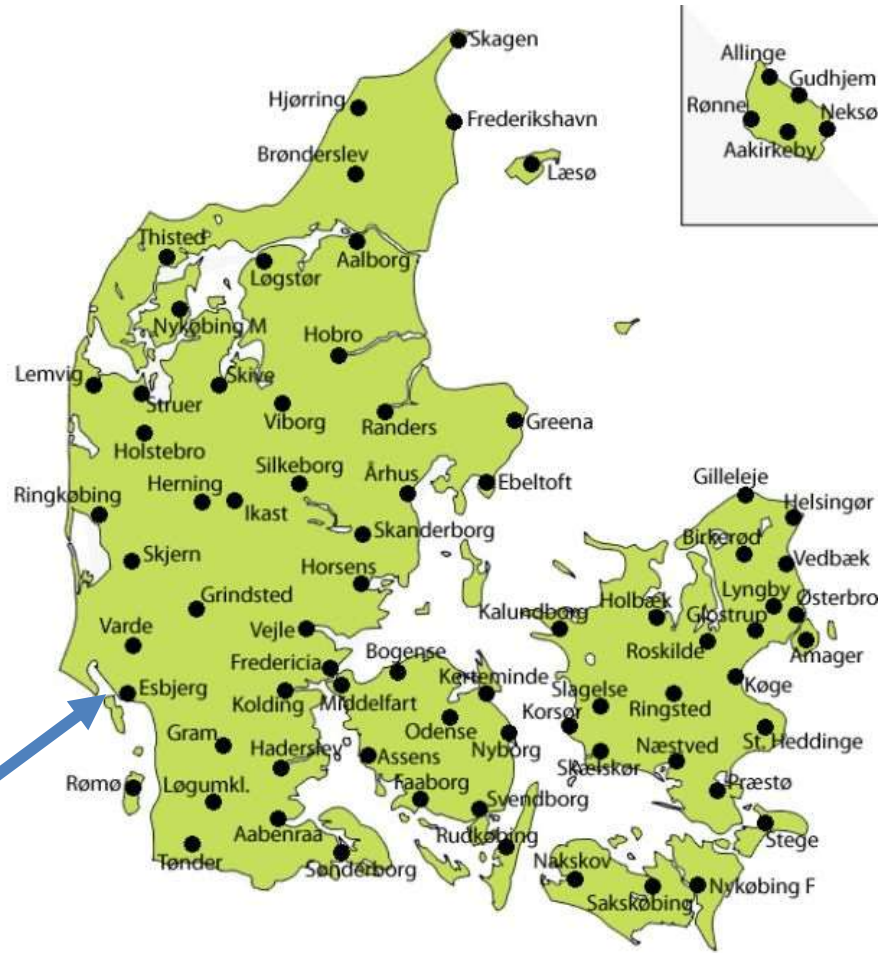 Skagen
Allinge
Gudhjem
Hjørring
Rønne
Neksø
Frederikshavn
Aakirkeby
Brønderslev
Læsø
Thisted
Aalborg
Løgstør
Nykøbing M
Hobro
Lemvig
Skive
Struer
Viborg
Randers
Greena
Holstebro
Silkeborg
Århus
Ebeltoft
Gilleleje
Herning
Ikast
Ringkøbing
Helsingør
Skanderborg
Birkerød
Skjern
Vedbæk
Horsens
Lyngby
Østerbro
Grindsted
Kalundborg
Holbæk
Glostrup
Varde
Vejle
Roskilde
Amager
Bogense
Fredericia
Kerteminde
Køge
Esbjerg
Kolding
Middelfart
Slagelse
Ringsted
Korsør
Odense
Gram
Nyborg
Næstved
St. Heddinge
Haderslev
Assens
Skælskør
Rømø
Løgumkl.
Faaborg
Præstø
Svendborg
Aabenraa
Rudkøbing
Stege
Tønder
Sønderborg
Nakskov
Sakskøbing
Nykøbing F